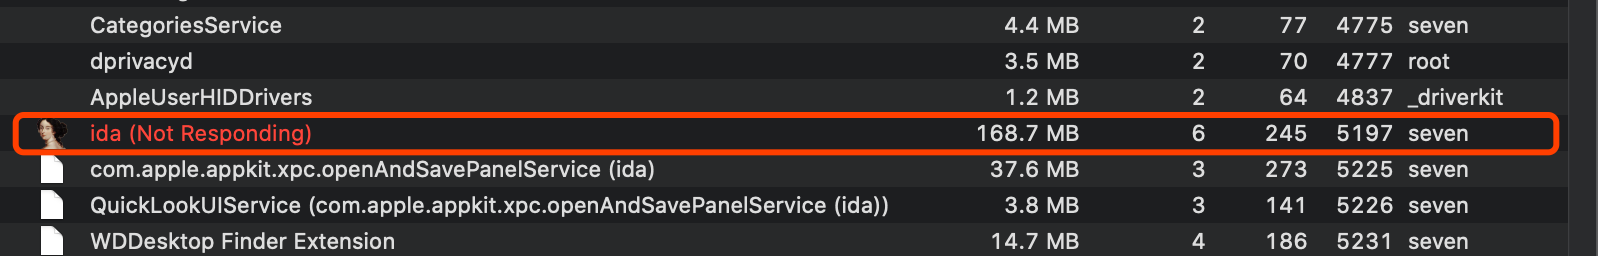 CategoriesService 4.4 MB 2 77 4775 seven
dprivacyd 3.5 MB 2 70 4777 root
AppleUserHIDDrivers 1.2 MB 2 64 4837 _driverkit
ida (Not Responding) 168.7 MB 6 245 5197 seven
com.apple.appkit.xpc.openAndSavePanelService (ida) 37.6 MB 3 273 5225 seven
QuickLookUIService (com.apple.appkit.xpc.openAndSavePanelService (ida)) 3.8 MB 3 141 5226 seven
WDDesktop Finder Extension 14.7 MB 4 186 5231 seven